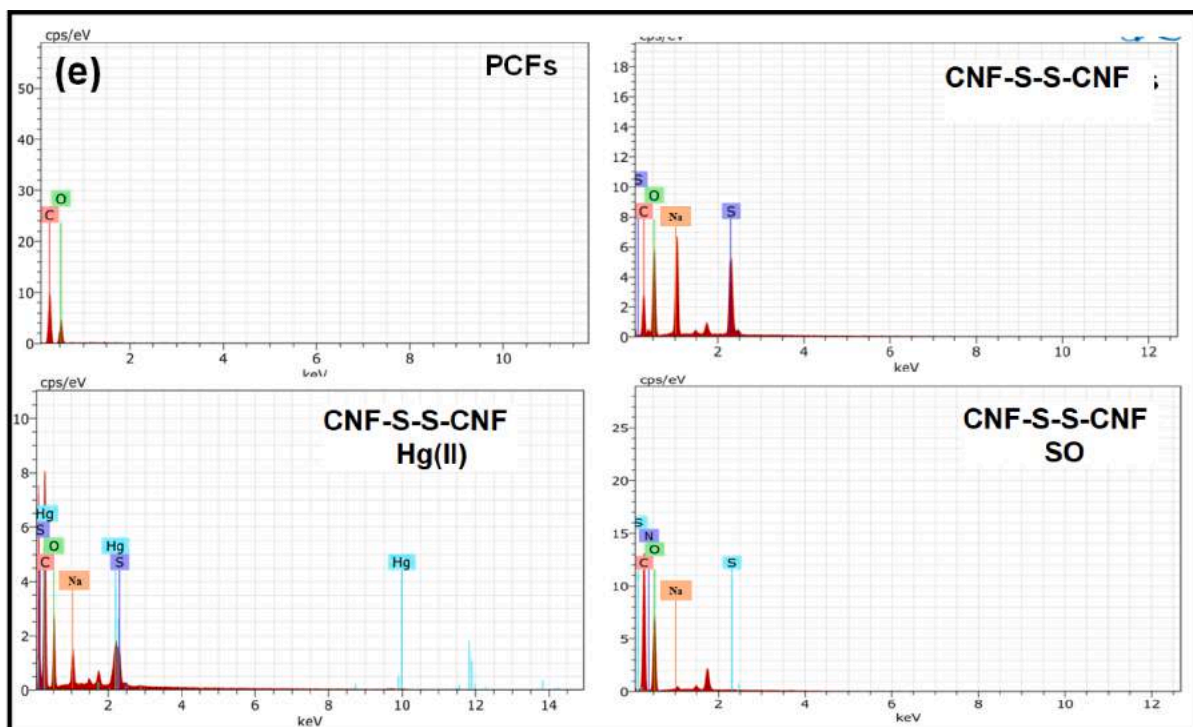 cps/eV
(e)
PCFs
50
40
30
20
10
0
O
C
2 4 6 8 10
keV
cps/eV
CNF-S-S-CNF s
18
16
14
12
10
8
6
4
2
0
S
O
C Na S
2 4 6 8 10 12
keV
cps/eV
CNF-S-S-CNF
Hg(II)
10
8
6
4
2
0
Hg
S
O Hg
C S Hg
Na
2 4 6 8 10 12 14
keV
cps/eV
CNF-S-S-CNF
SO
25
20
15
10
5
0
S
N
O
C S
Na
2 4 6 8 10 12
keV